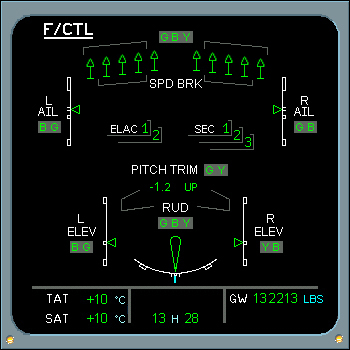 F/CTL
G B Y
SPD BRK
L R
AIL AIL
B G G B
ELAC 1 2 SEC 1 2 3
PITCH TRIM G Y
-1.2 UP
L RUD R
ELEV G B Y ELEV
B G Y B
TAT +10 °C GW 132213 LBS
SAT +10 °C 13 H 28